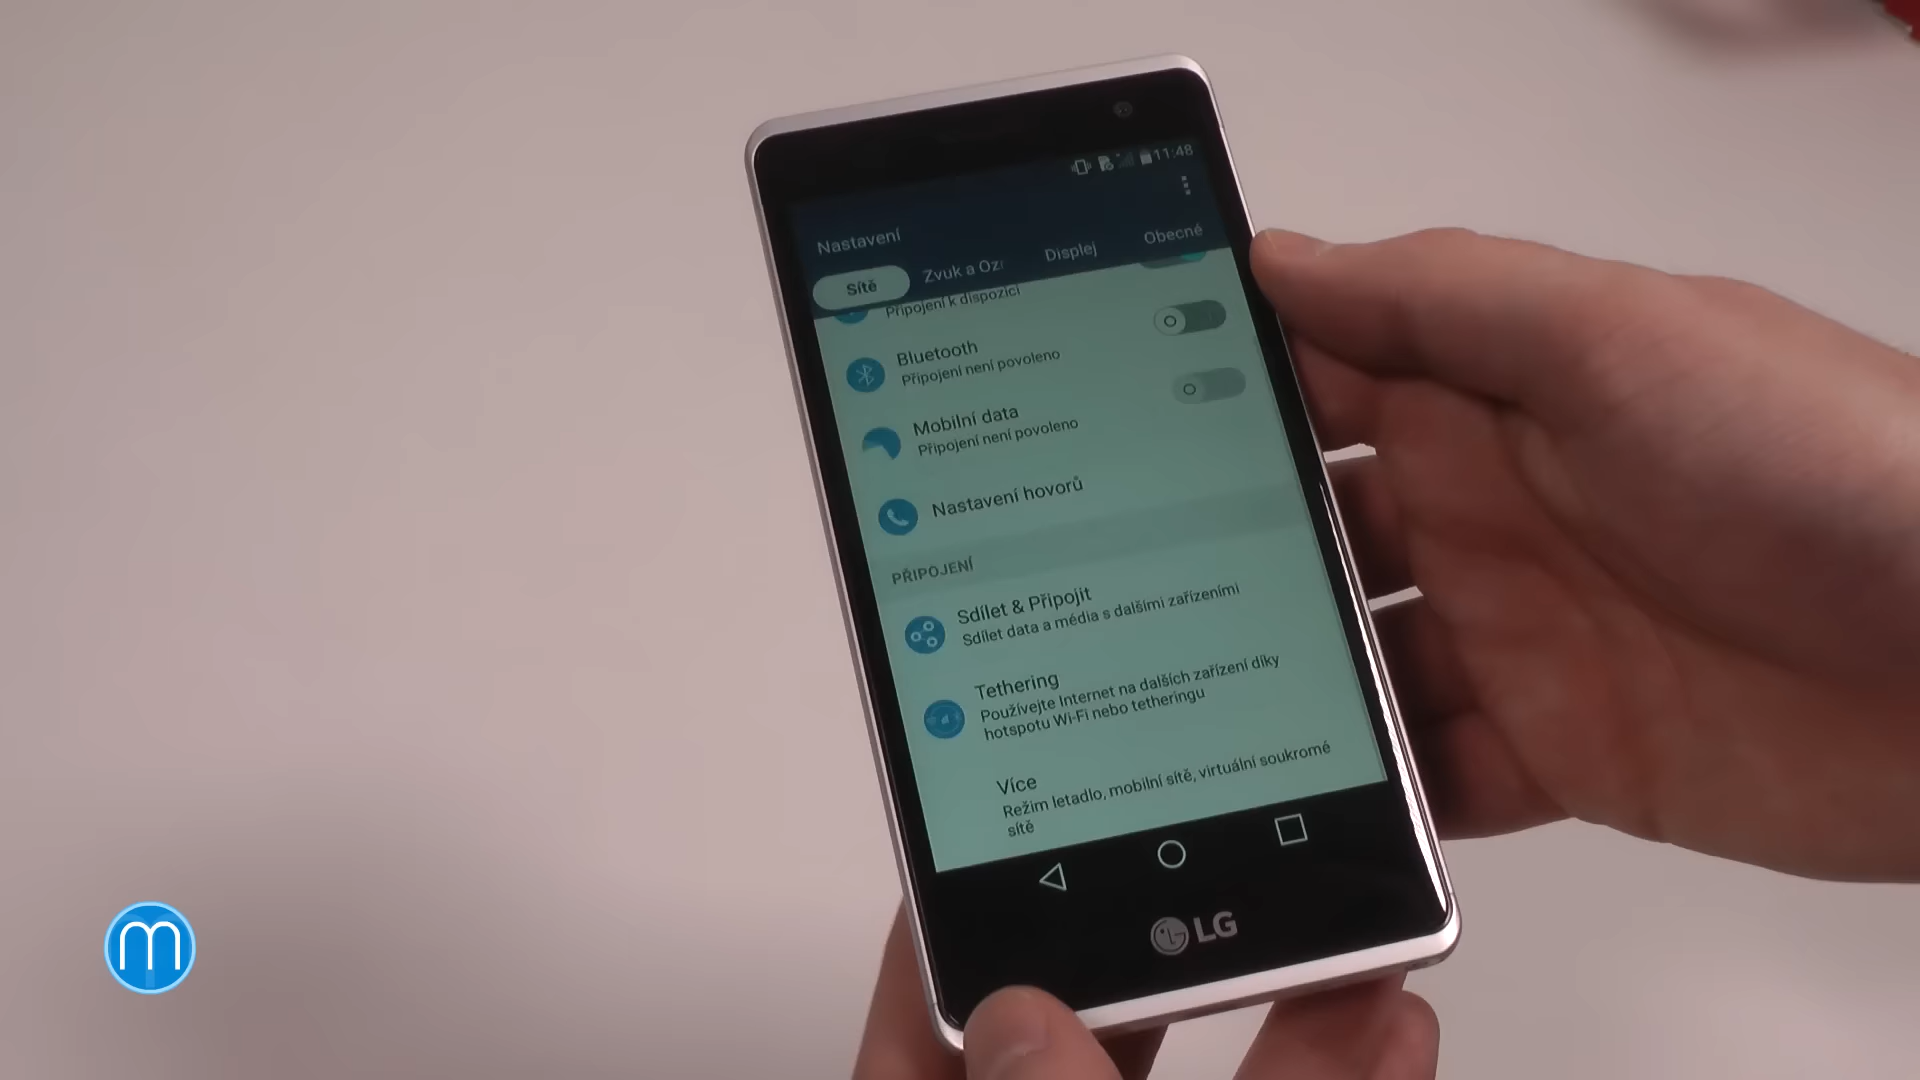 11:48
Nastavení
Sítě
Zvuk a Oz
Displej
Obecné
Připojení k dispozici
Bluetooth
Připojení není povoleno
Mobilní data
Připojení není povoleno
Nastavení hovorů
PŘIPOJENÍ
Sdílet & Připojit
Sdílet data a média s dalšími zařízeními
Tethering
Používejte Internet na dalších zařízení díky
hotspotu Wi-Fi nebo tetheringu
Více
Režim letadlo, mobilní sítě, virtuální soukromé
sítě
LG
m